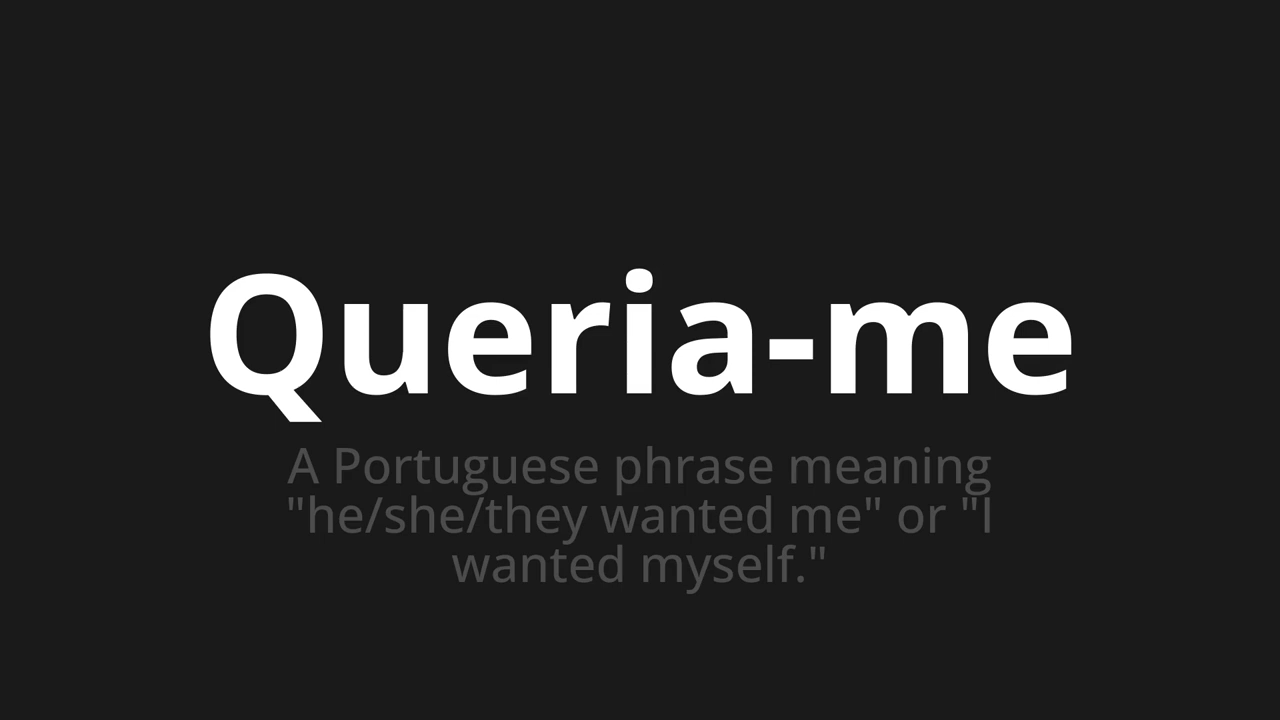 Queria-me
A Portuguese phrase meaning
"he/she/they wanted me" or "I
wanted myself."